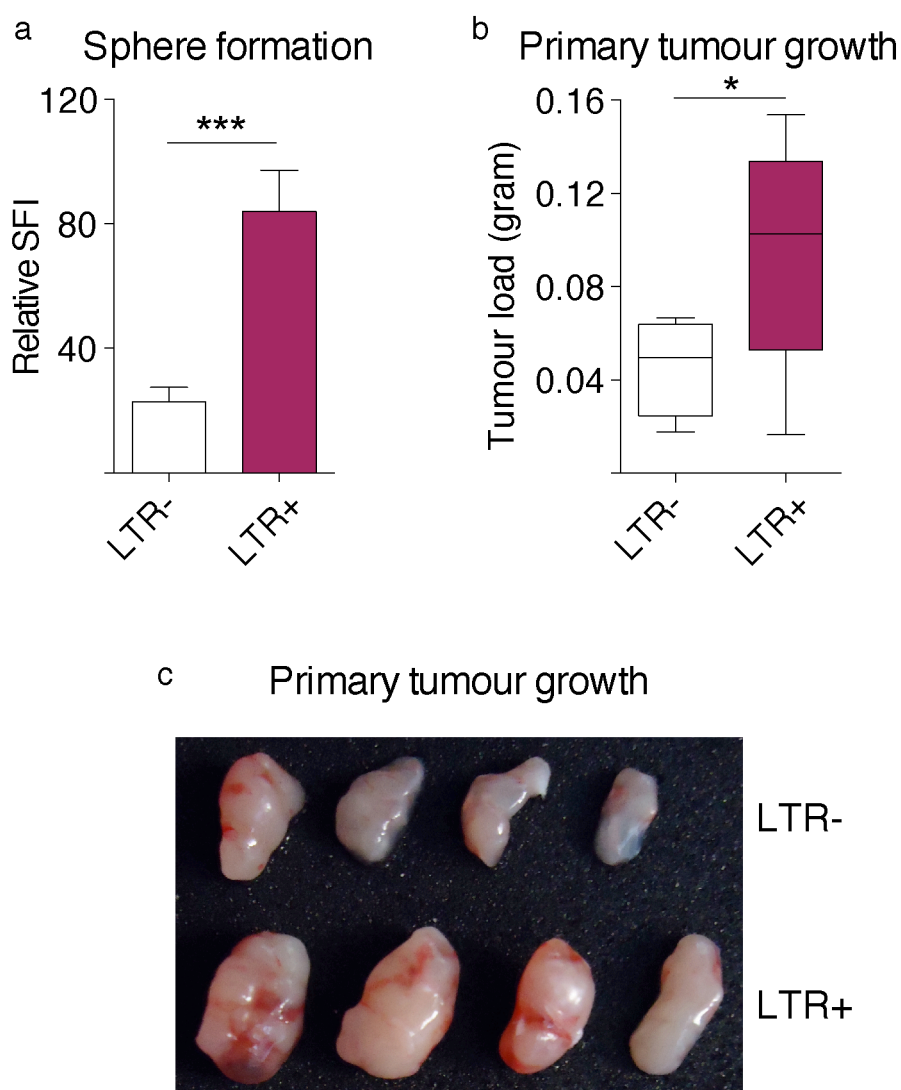 a
Sphere formation
Relative SFI
120
80
40
***
LTR-
LTR+
b
Primary tumour growth
Tumour load (gram)
0.16
0.12
0.08
0.04
*
LTR-
LTR+
c
Primary tumour growth
LTR-
LTR+